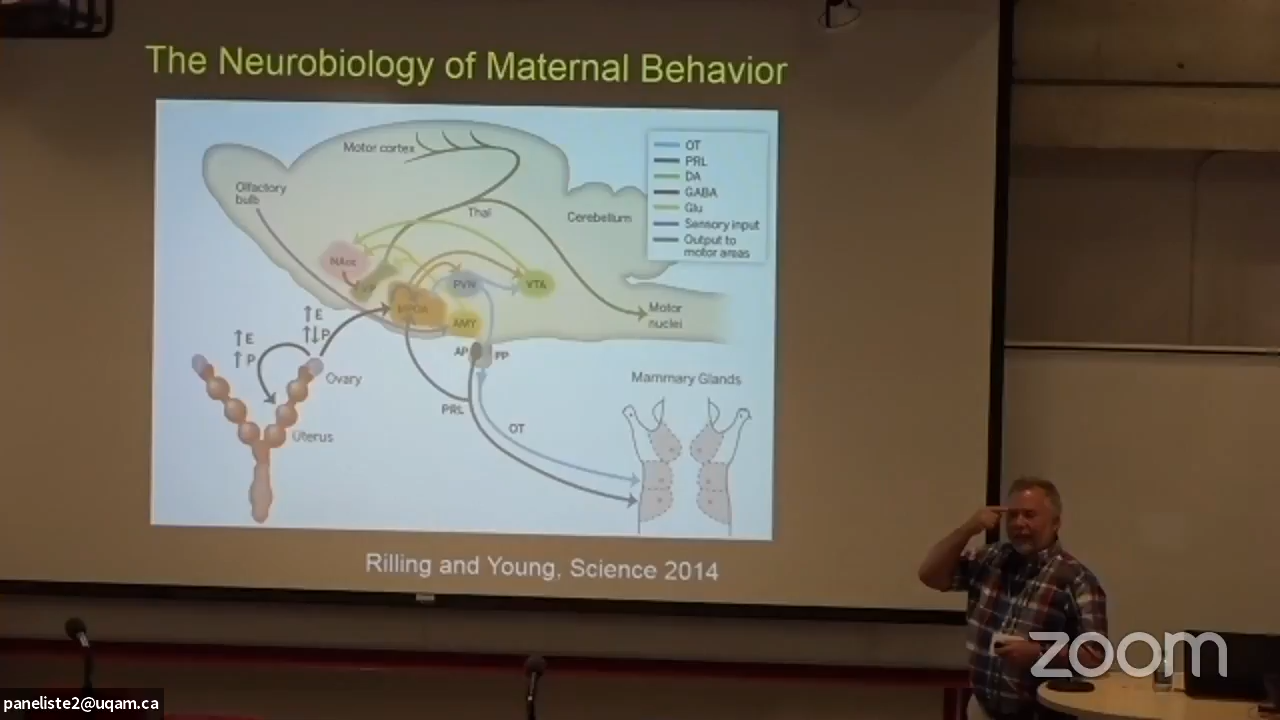 The Neurobiology of Maternal Behavior
Motor cortex
Olfactory
bulb
Thal
Cerebellum
OT
PRL
DA
GABA
Glu
Sensory input
Output to
motor areas
NAcc
PVN
VTA
MPOA
AMY
Motor
nuclei
↑E
↑↓P
↑E
↑P
AP
PP
Ovary
Mammary Glands
PRL
OT
Uterus
Rilling and Young, Science 2014
zoom
paneliste2@uqam.ca